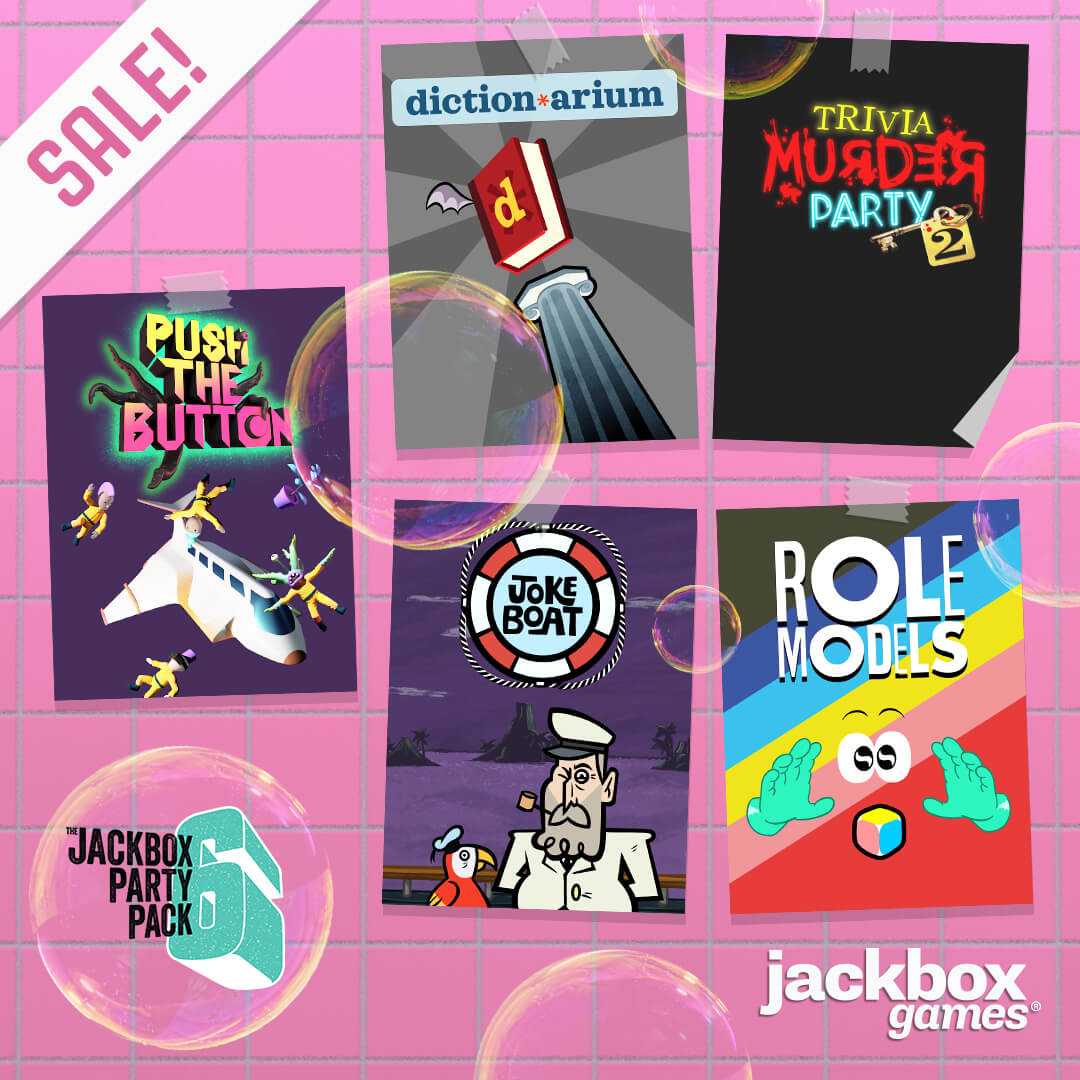 SALE!
diction*arium
d
TRIVIA
MURDER
PARTY
2
PUSH
THE
BUTTON
JOKE
BOAT
ROLE
MODELS
THE
JACKBOX
PARTY
PACK
6
jackbox
games®